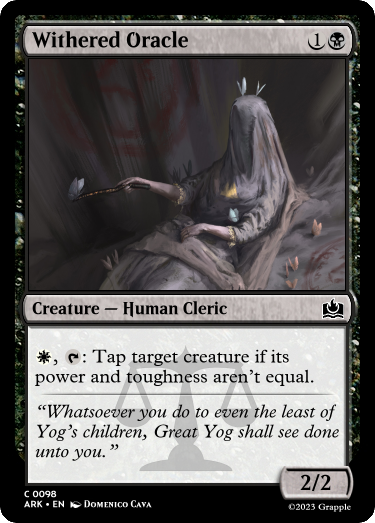 Withered Oracle 1
Creature — Human Cleric
, : Tap target creature if its
power and toughness aren't equal.
“Whatsoever you do to even the least of
Yog's children, Great Yog shall see done
unto you.”
2/2
C 0098
ARK • EN Domenico Cava
©2023 Grapple